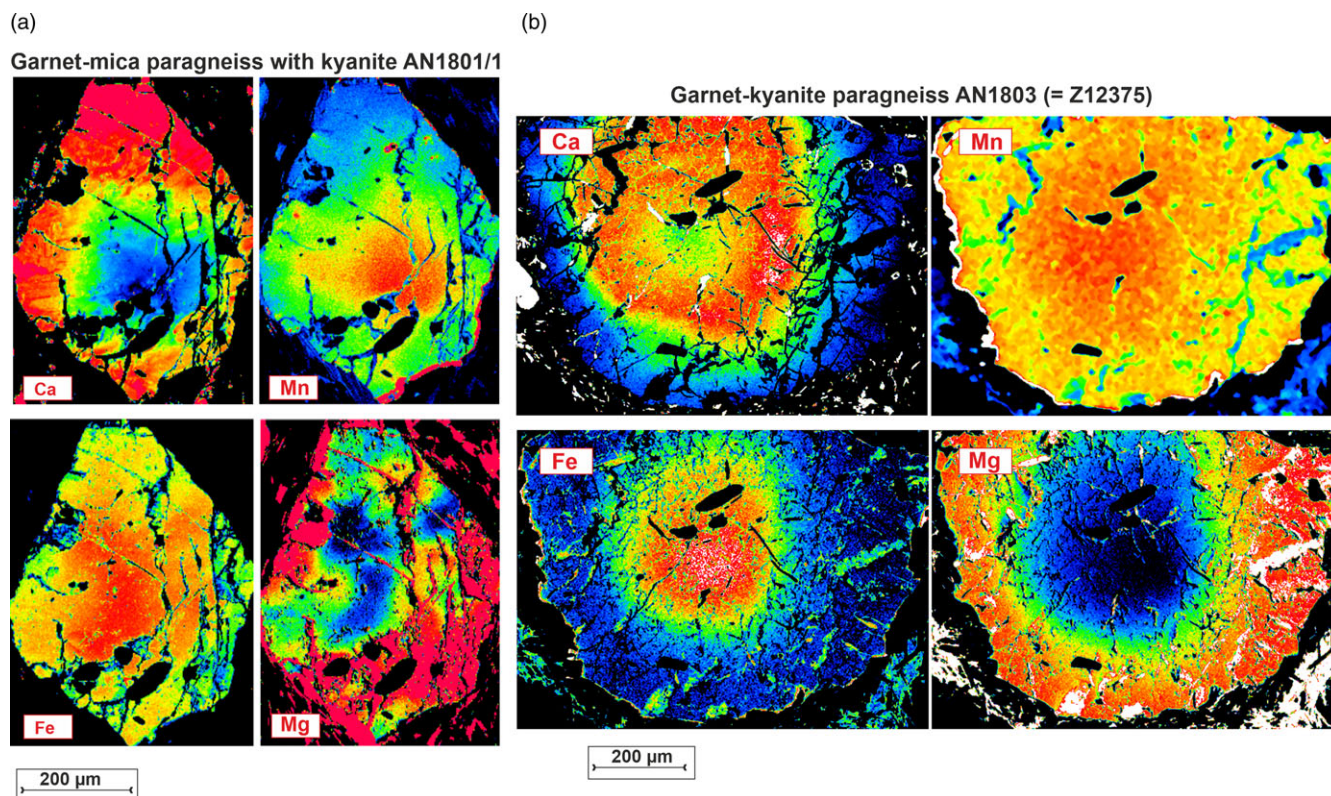 (a)
Garnet-mica paragneiss with kyanite AN1801/1
Ca
Mn
Fe
Mg
200 µm
(b)
Garnet-kyanite paragneiss AN1803 (= Z12375)
Ca
Mn
Fe
Mg
200 µm